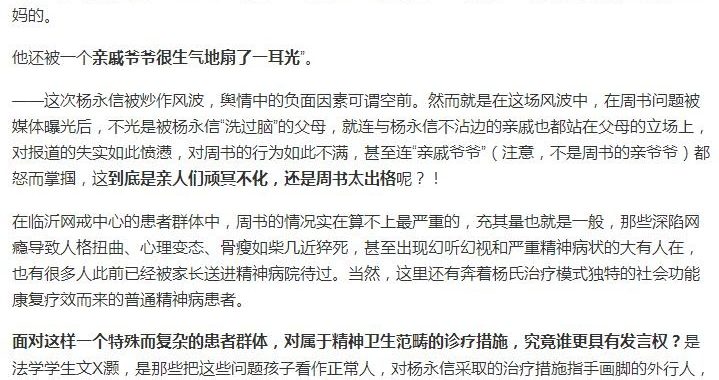 妈的。
他还被一个亲戚爷爷很生气地扇了一耳光”。
——这次杨永信被炒作风波，舆情中的负面因素可谓空前。然而就是在这场风波中，在周书问题被
媒体曝光后，不光是被杨永信“洗过脑”的父母，就连与杨永信不沾边的亲戚也都站在父母的立场上，
对报道的失实如此愤懑，对周书的行为如此不满，甚至连“亲戚爷爷”（注意，不是周书的亲爷爷）都
怒而掌掴，这到底是亲人们顽冥不化，还是周书太出格呢？！
在临沂网戒中心的患者群体中，周书的情况实在算不上最严重的，充其量也就是一般，那些深陷网
瘾导致人格扭曲、心理变态、骨瘦如柴几近猝死，甚至出现幻听幻视和严重精神病状的大有人在，
也有很多人此前已经被家长送进精神病院待过。当然，这里还有奔着杨氏治疗模式独特的社会功能
康复疗效而来的普通精神病患者。
面对这样一个特殊而复杂的患者群体，对属于精神卫生范畴的诊疗措施，究竟谁更具有发言权？是
法学学生文X灏，是那些把这些问题孩子看作正常人，对杨永信采取的治疗措施指手画脚的外行人，